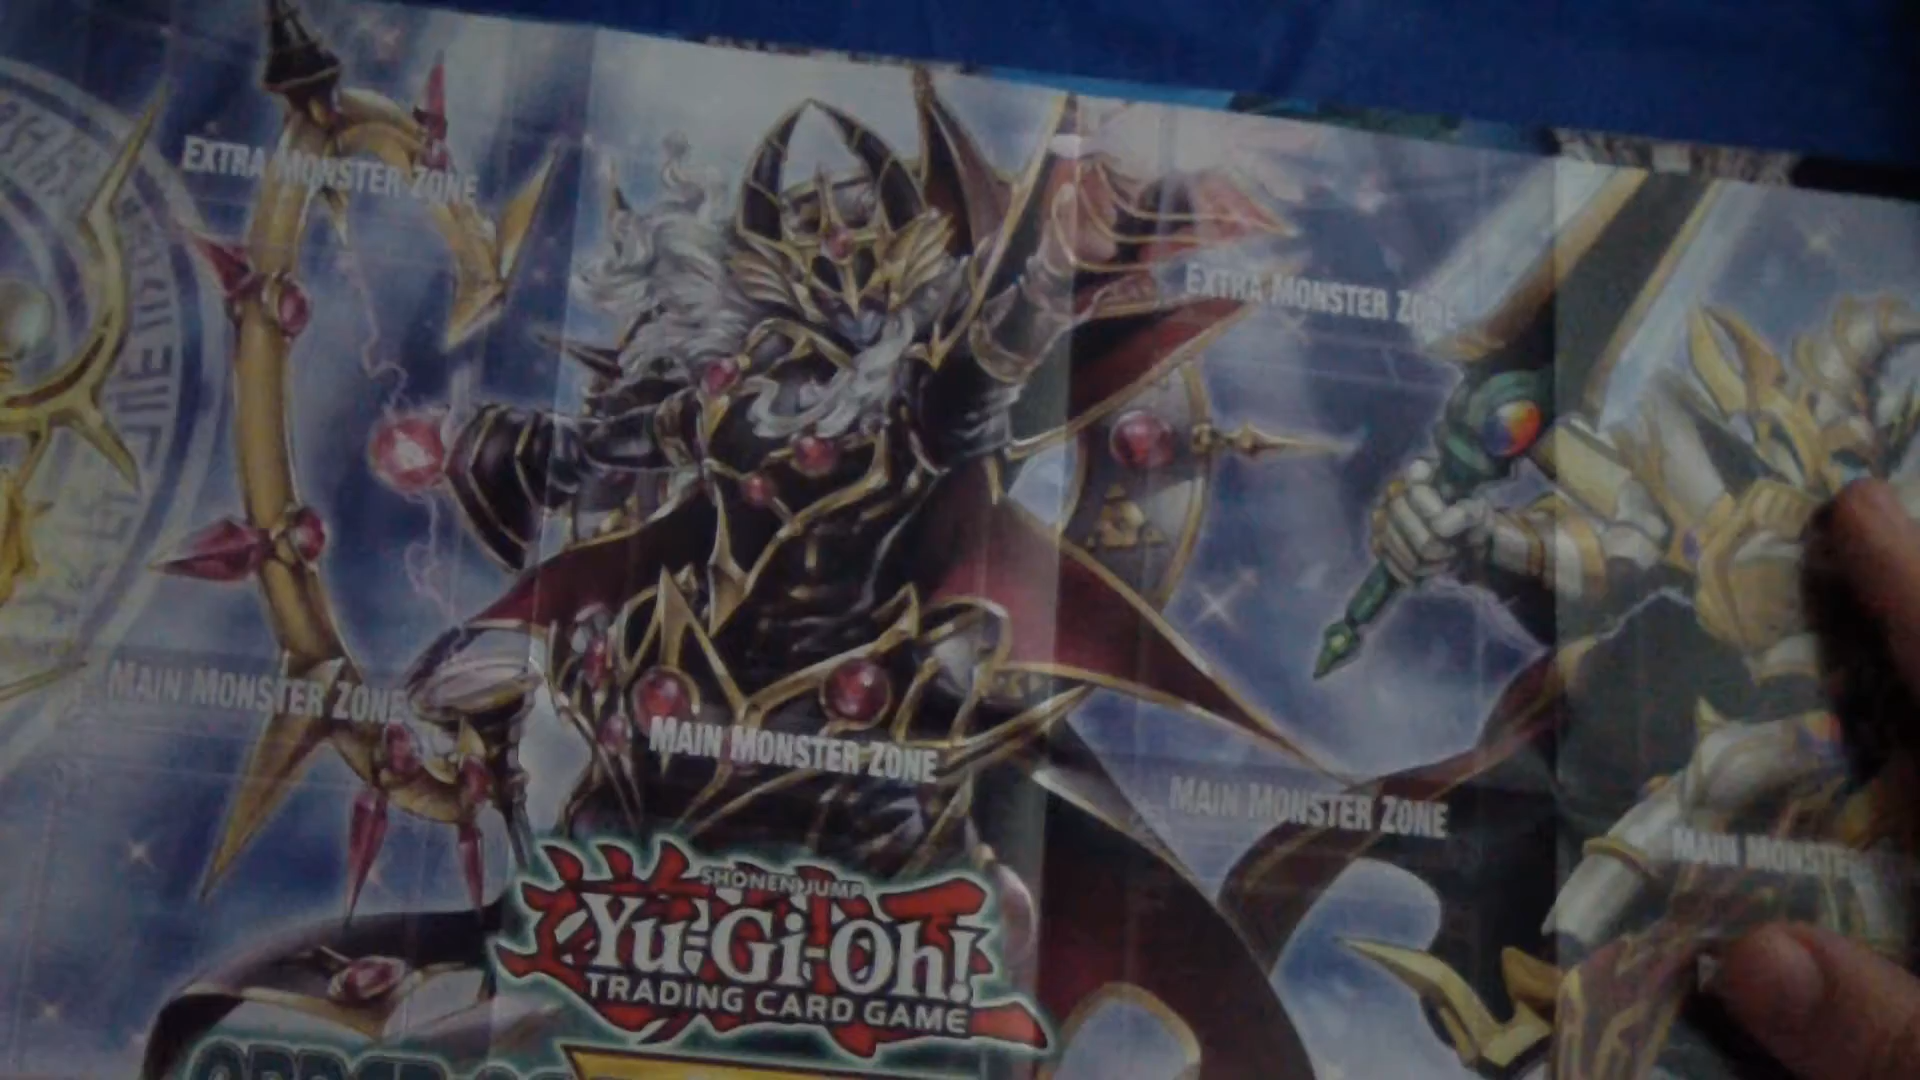 EXTRA MONSTER ZONE
EXTRA MONSTER ZONE
MAIN MONSTER ZONE
MAIN MONSTER ZONE
MAIN MONSTER ZONE
MAIN MONSTER
SHONEN JUMP
Yu-Gi-Oh!
TRADING CARD GAME
ORDER